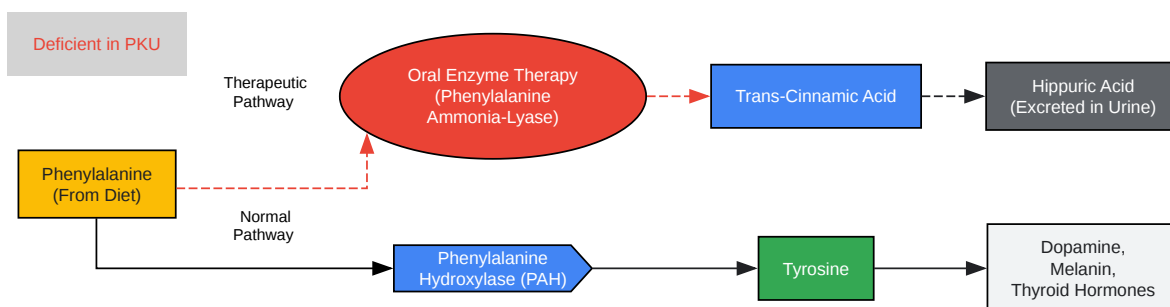 Deficient in PKU
Therapeutic
Pathway
Oral Enzyme Therapy
(Phenylalanine
Ammonia-Lyase)
Trans-Cinnamic Acid
Hippuric Acid
(Excreted in Urine)
Phenylalanine
(From Diet)
Normal
Pathway
Phenylalanine
Hydroxylase (PAH)
Tyrosine
Dopamine,
Melanin,
Thyroid Hormones